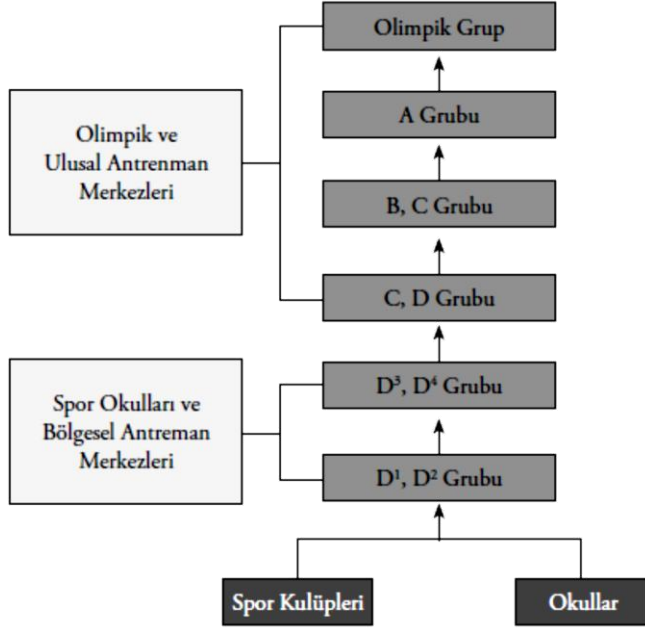 Olimpik Grup
A Grubu
Olimpik ve
Ulusal Antrenman
Merkezleri
B, C Grubu
C, D Grubu
D³, D⁴ Grubu
Spor Okulları ve
Bölgesel Antreman
Merkezleri
D¹, D² Grubu
Spor Kulüpleri
Okullar